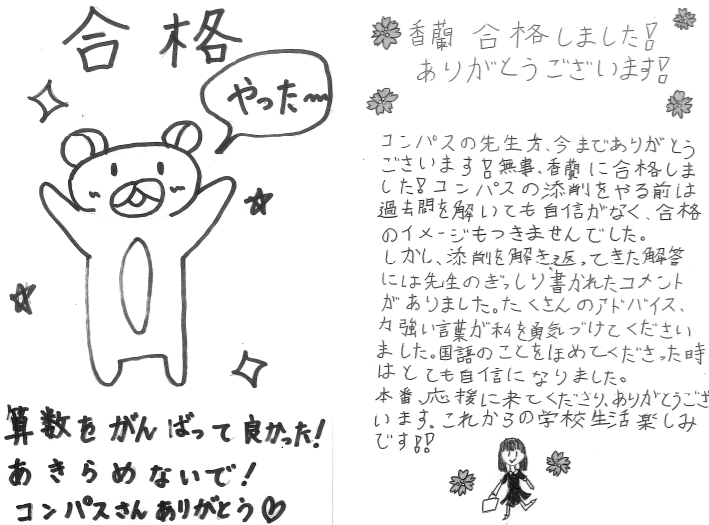 合格
やった〜
算数をがんばって良かった!
あきらめないで!
コンパスさんありがとう♡
香蘭 合格しました!
ありがとうございます!
コンパスの先生方、今までありがとう
ございます!無事、香蘭に合格しま
した!コンパスの添削をやる前は
過去問を解いても自信がなく、合格
のイメージもつきませんでした。
しかし、添削を解き返ってきた解答
には先生のぎっしり書かれたコメント
がありました。たくさんのアドバイス、
力強い言葉が私を勇気づけてください
ました。国語のことをほめてくださった時
はとても自信になりました。
本番、応援に来てくださり、ありがとうござ
います。これからの学校生活楽しみ
です!!